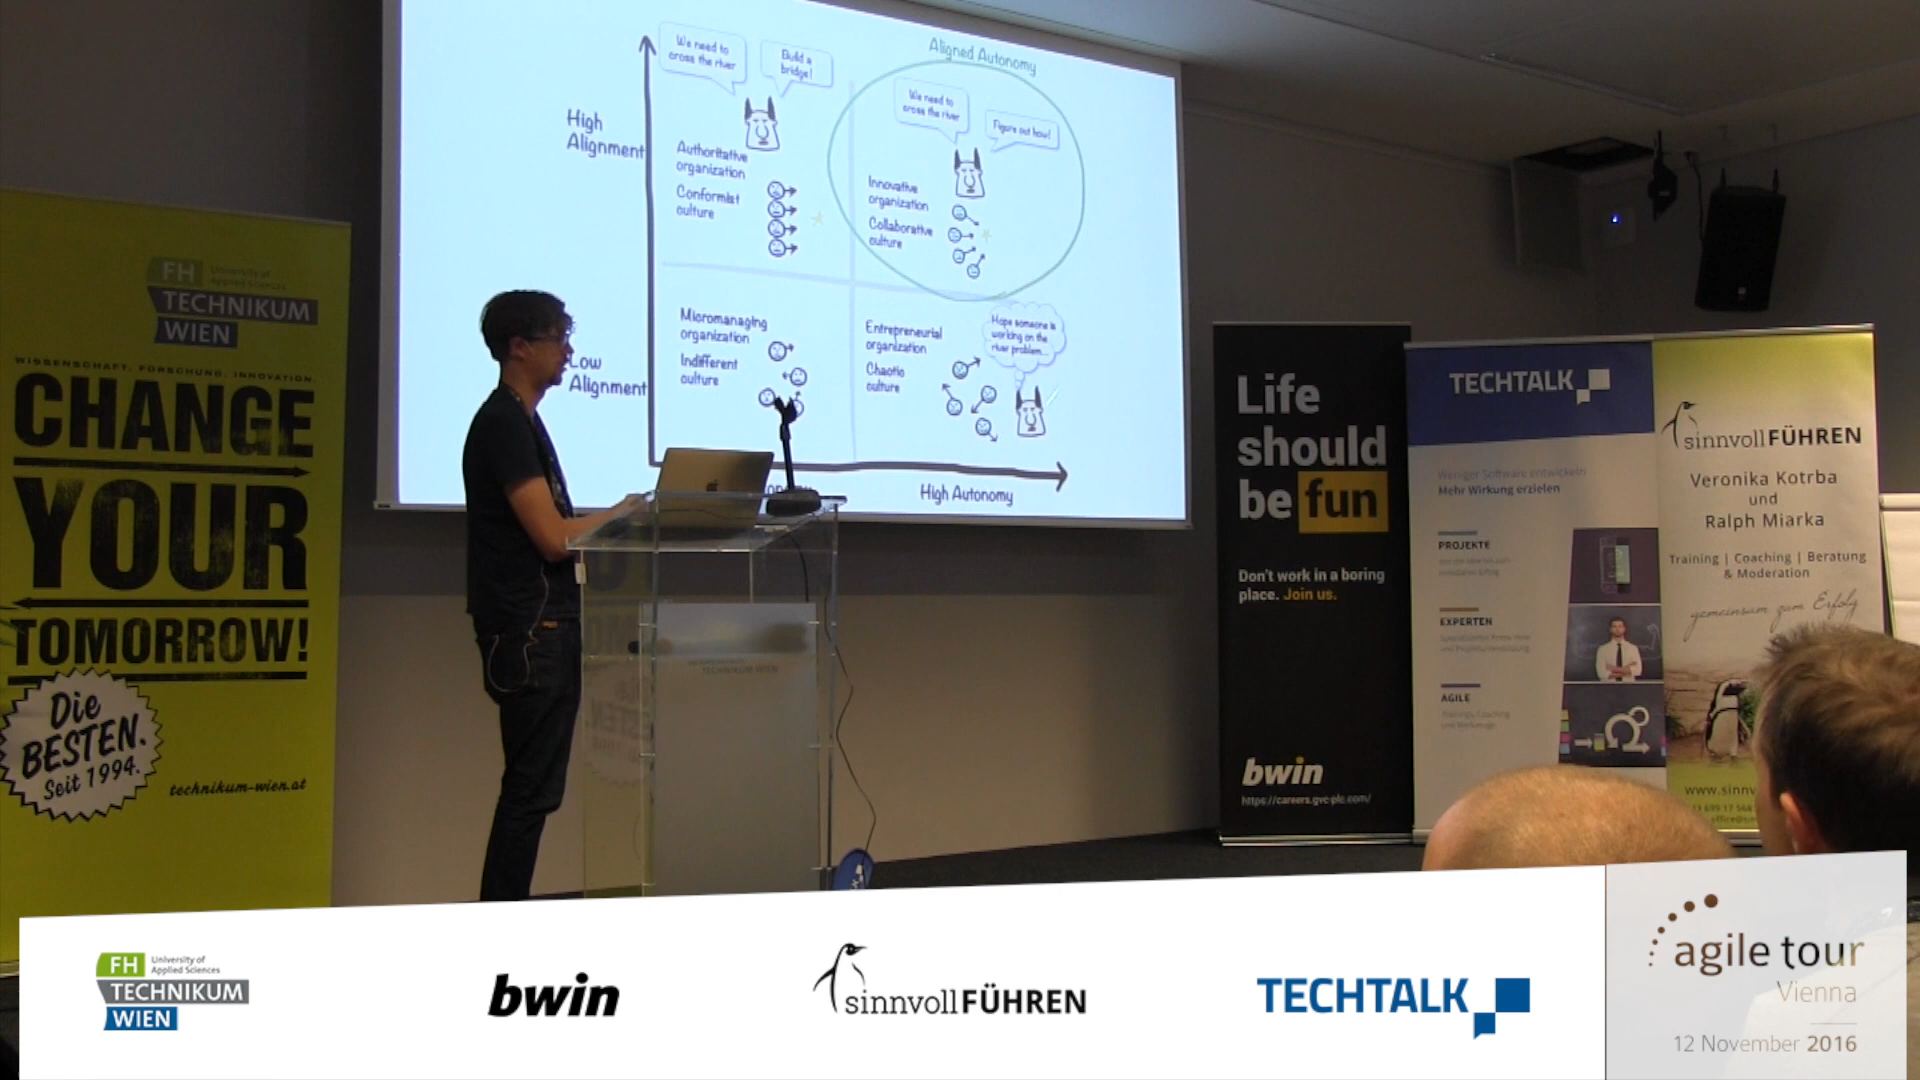 Aligned Autonomy
We need to
cross the river
Build a
bridge!
High
Alignment
Authoritative
organization
Conformist
culture
We need to
cross the river
Figure out how!
Innovative
organization
Collaborative
culture
Low
Alignment
Micromanaging
organization
Indifferent
culture
Entrepreneurial
organization
Chaotic
culture
Hope someone is
working on the
river problem...
High Autonomy
FH University of
Applied Sciences
TECHNIKUM
WIEN
WISSENSCHAFT. FORSCHUNG. INNOVATION.
CHANGE
YOUR
TOMORROW!
Die
BESTEN.
Seit 1994.
technikum-wien.at
TECHNIKUM WIEN
Life
should
be fun
Don't work in a boring
place. Join us.
bwin
https://careers.gvc-plc.com/
TECHTALK
Weniger Software entwickeln
Mehr Wirkung erzielen
PROJEKTE
EXPERTEN
AGILE
sinnvollFÜHREN
Veronika Kotrba
und
Ralph Miarka
Training | Coaching | Beratung
& Moderation
gemeinsam zum Erfolg
www.sinnv
FH University of
Applied Sciences
TECHNIKUM
WIEN
bwin
sinnvollFÜHREN
TECHTALK
agile tour
Vienna
12 November 2016